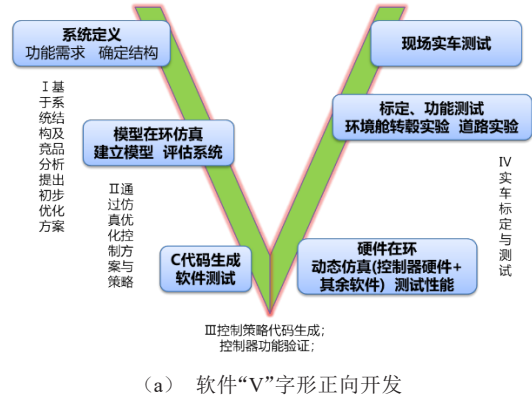 系统定义
功能需求 确定结构
现场实车测试
标定、功能测试
环境舱转毂实验 道路实验
模型在环仿真
建立模型 评估系统
C代码生成
软件测试
硬件在环
动态仿真(控制器硬件+
其余软件) 测试性能
Ⅰ基于系统结构及竞品分析提出初步优化方案
Ⅱ通过仿真优化控制方案与策略
Ⅳ实车标定与测试
Ⅲ控制策略代码生成;
控制器功能验证;
(a) 软件“V”字形正向开发